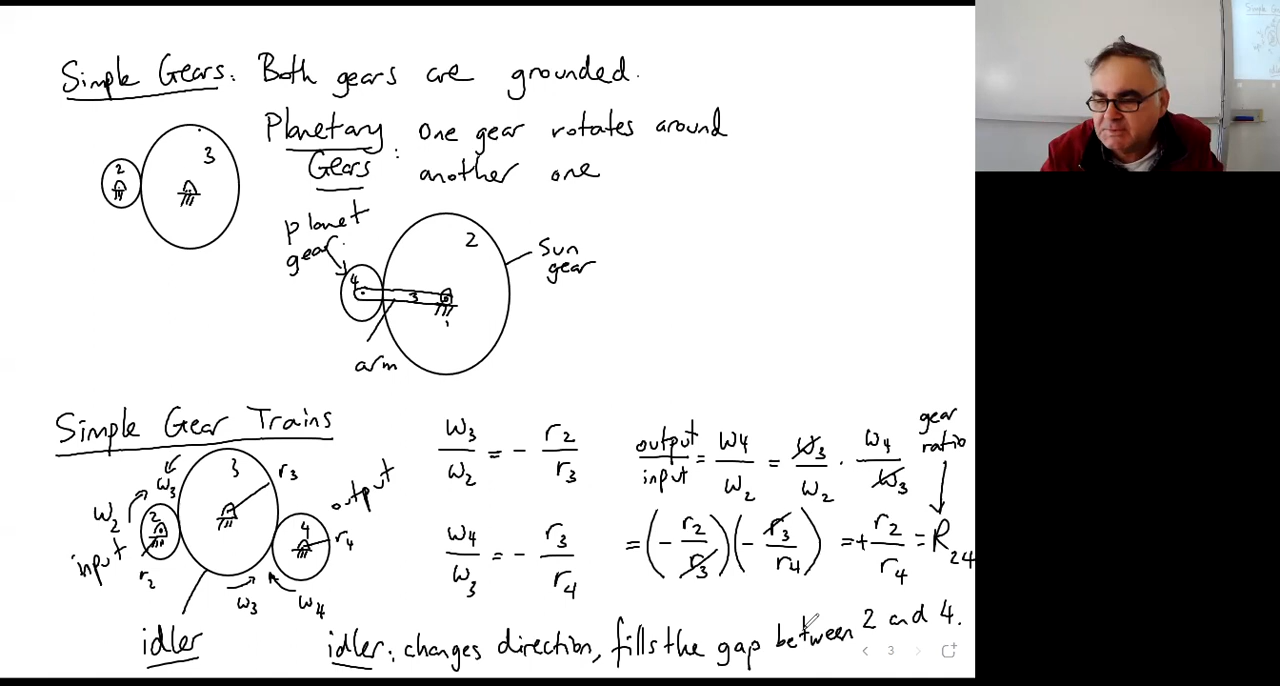 Simple Gears: Both gears are grounded.
Planetary Gears: One gear rotates around
another one
2
3
planet
gear
4
3
2
1
Sun
gear
arm
Simple Gear Trains
ω3
3
r3
ω2
2
input
r2
4
output
r4
ω3
ω4
idler
ω3/ω2 = - r2/r3
ω4/ω3 = - r3/r4
gear
ratio
output/input = ω4/ω2 = ω3/ω2 · ω4/ω3
= (- r2/r3)(- r3/r4) = + r2/r4 = R24
idler: changes direction, fills the gap between 2 and 4.
3